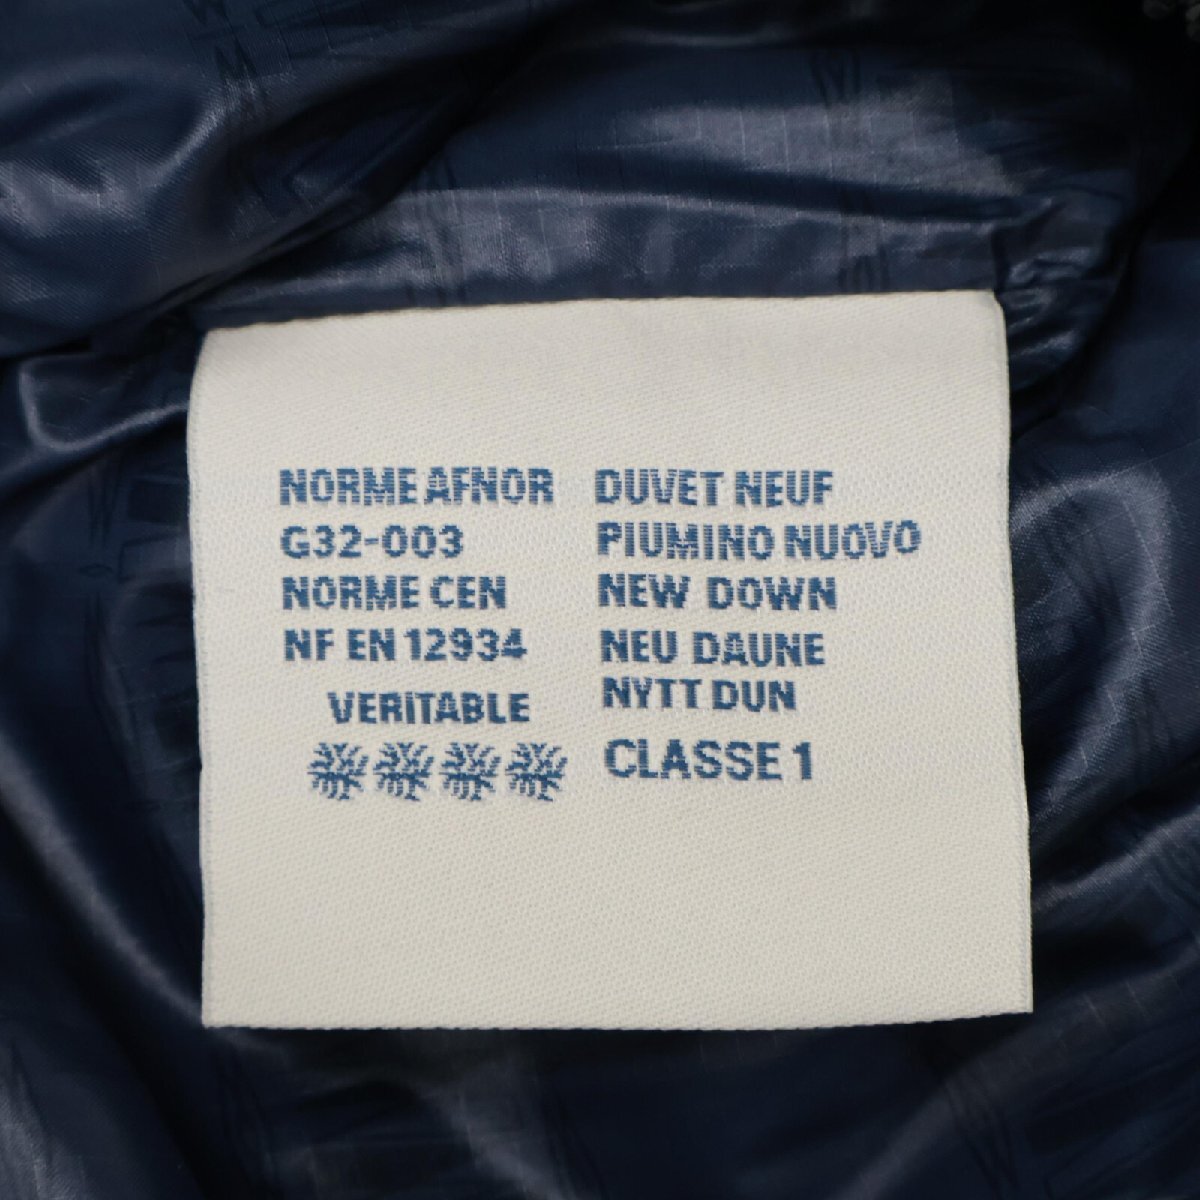 NORME AFNOR
G32-003
NORME CEN
NF EN 12934
VERITABLE
DUVET NEUF
PIUMINO NUOVO
NEW DOWN
NEU DAUNE
NYTT DUN
CLASSE 1